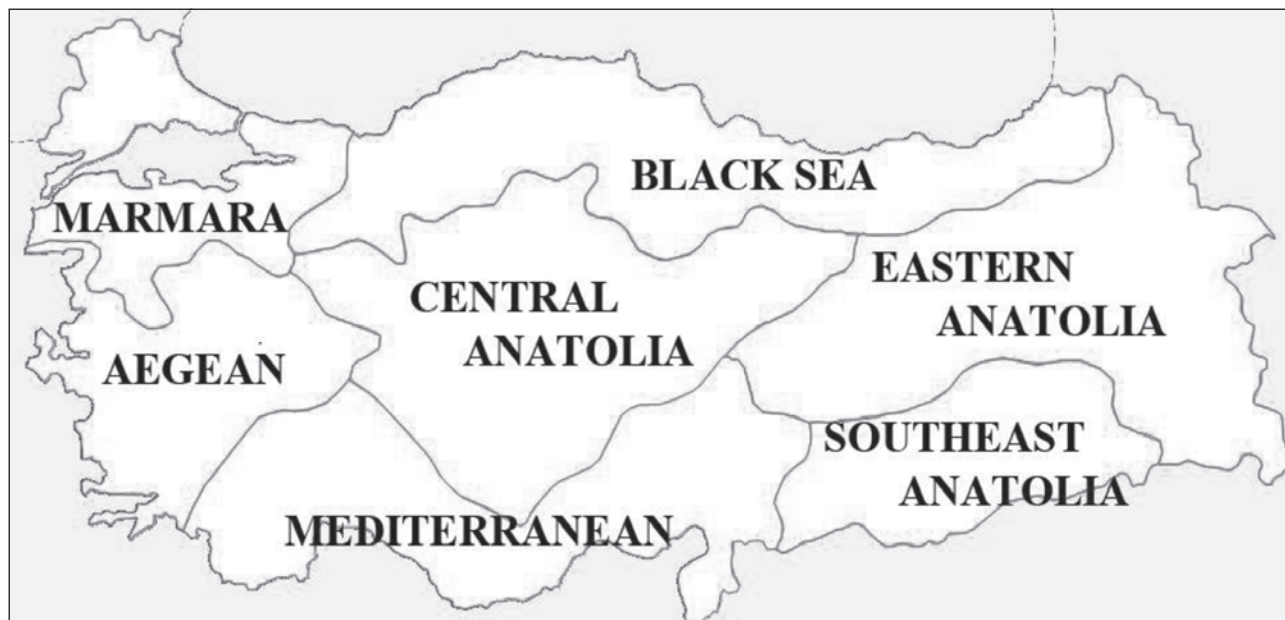 BLACK SEA
MARMARA
EASTERN
ANATOLIA
CENTRAL
ANATOLIA
AEGEAN
SOUTHEAST
ANATOLIA
MEDITERRANEAN